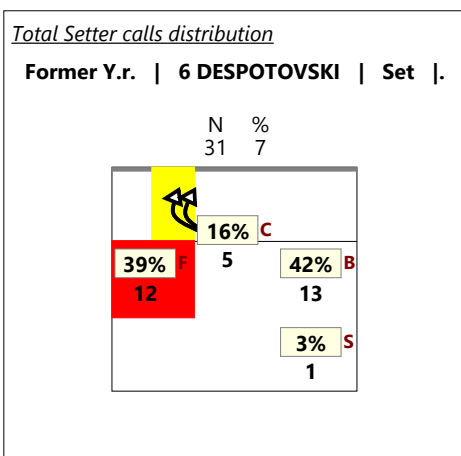 Total Setter calls distribution
Former Y.r. | 6 DESPOTOVSKI | Set |.
N %
31 7
16% C
5
39% F
12
42% B
13
3% S
1